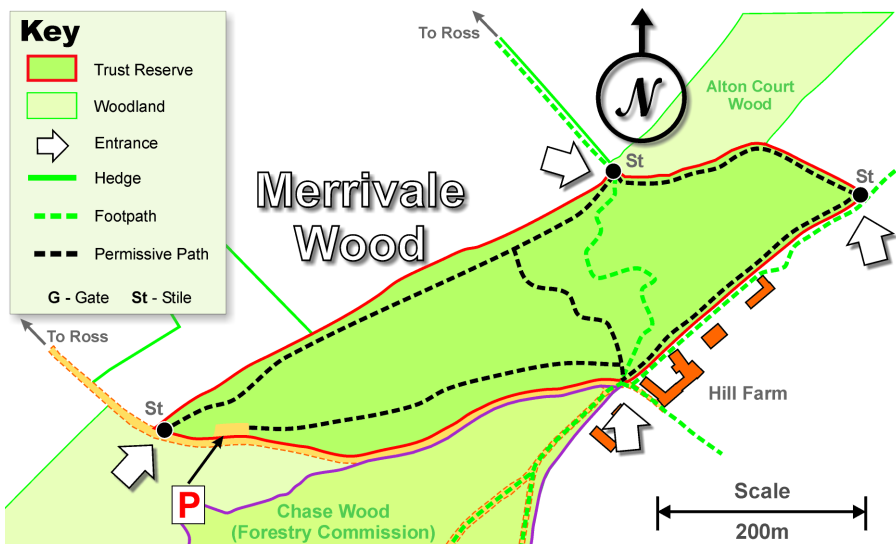 Key
Trust Reserve
Woodland
Entrance
Hedge
Footpath
Permissive Path
G - Gate St - Stile
To Ross
N
Alton Court
Wood
St
St
Merrivale
Wood
To Ross
St
Hill Farm
P
Chase Wood
(Forestry Commission)
Scale
200m